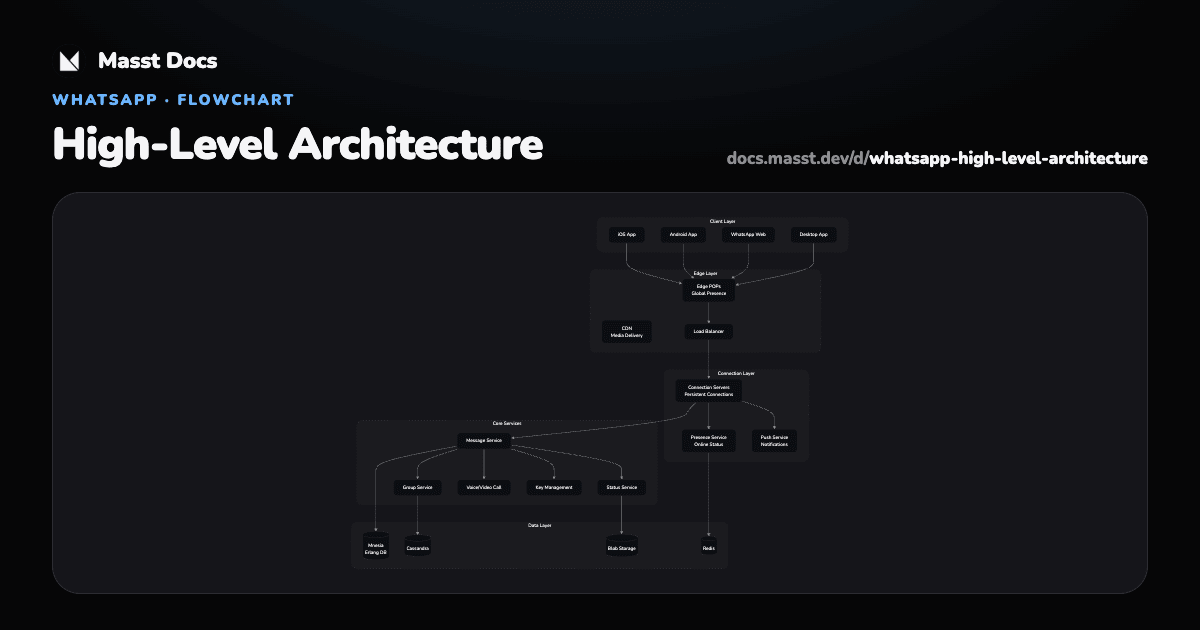 Masst Docs
WHATSAPP · FLOWCHART
High-Level Architecture
docs.masst.dev/d/whatsapp-high-level-architecture
Client Layer
iOS App
Android App
WhatsApp Web
Desktop App
Edge Layer
Edge POPs
Global Presence
CDN
Media Delivery
Load Balancer
Connection Layer
Connection Servers
Persistent Connections
Presence Service
Online Status
Push Service
Notifications
Core Services
Message Service
Group Service
Voice/Video Call
Key Management
Status Service
Data Layer
Mnesia
Erlang DB
Cassandra
Blob Storage
Redis